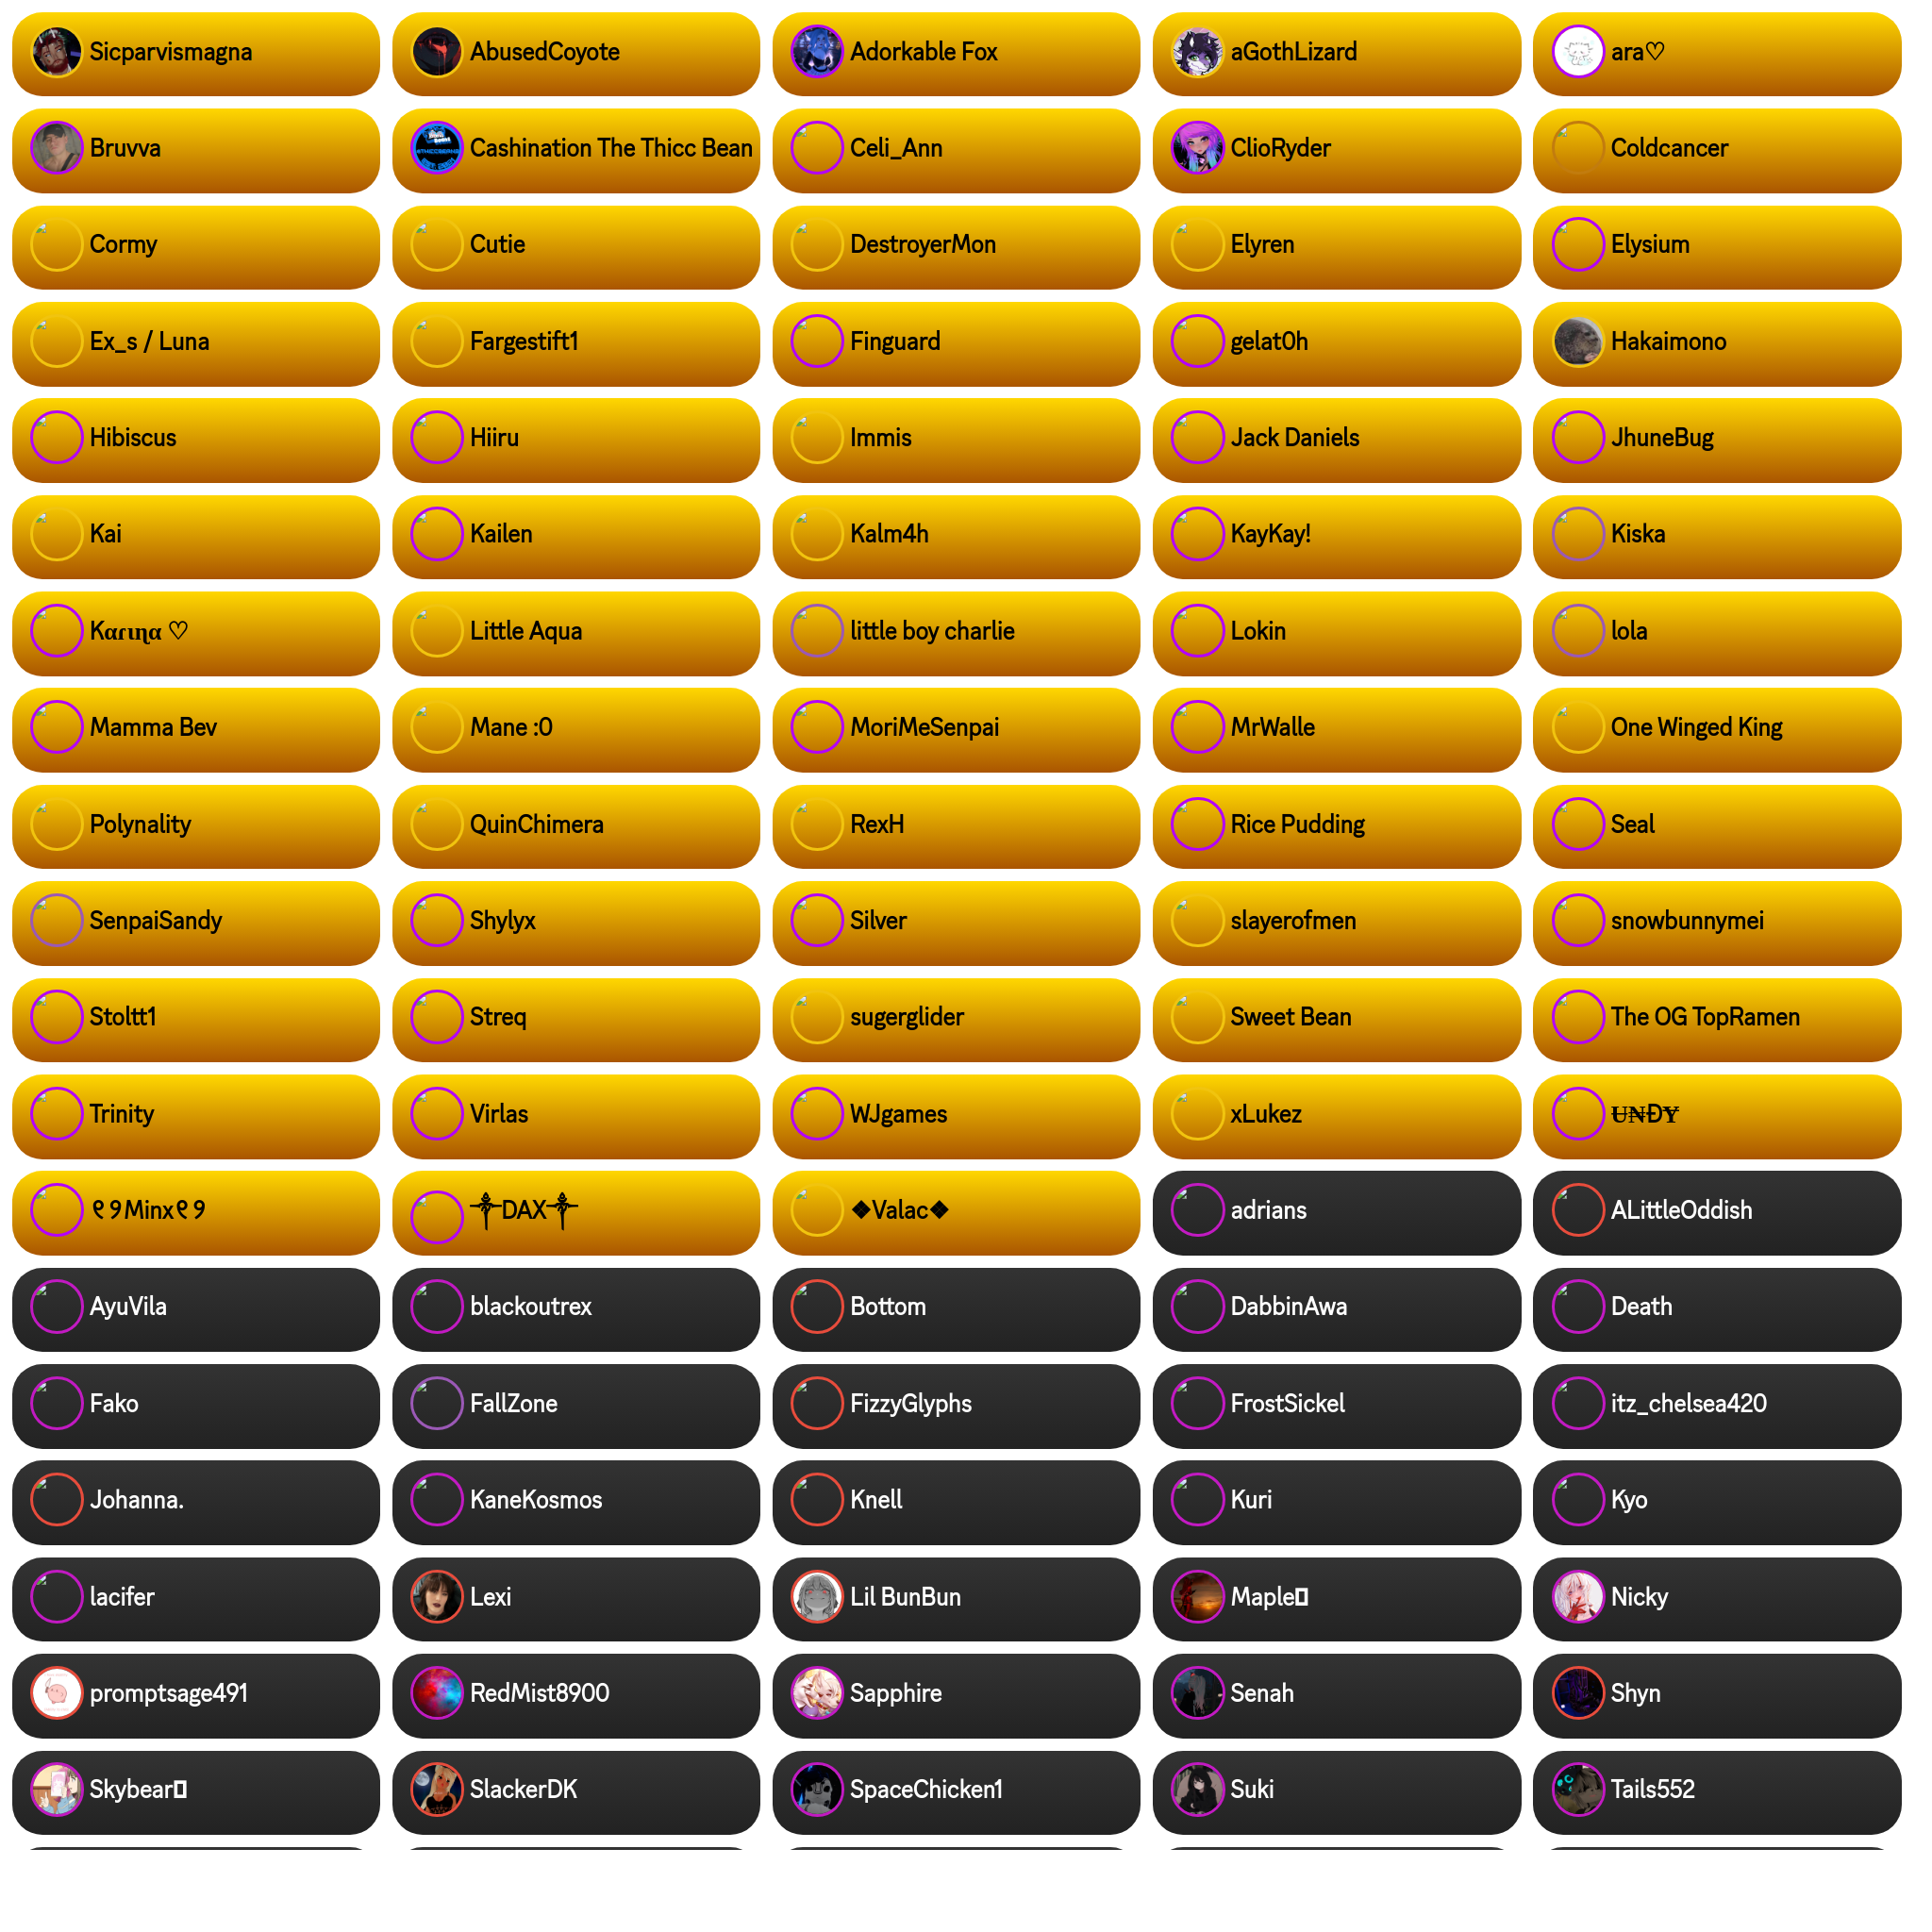 Sicparvismagna AbusedCoyote Adorkable Fox aGothLizard ara♡
Bruvva Cashination The Thicc Bean Celi_Ann ClioRyder Coldcancer
Cormy Cutie DestroyerMon Elyren Elysium
Ex_s / Luna Fargestift1 Finguard gelat0h Hakaimono
Hibiscus Hiiru Immis Jack Daniels JhuneBug
Kai Kailen Kalm4h KayKay! Kiska
Kαɾιɳα ♡ Little Aqua little boy charlie Lokin lola
Mamma Bev Mane :0 MoriMeSenpai MrWalle One Winged King
Polynality QuinChimera RexH Rice Pudding Seal
SenpaiSandy Shylyx Silver slayerofmen snowbunnymei
Stoltt1 Streq sugerglider Sweet Bean The OG TopRamen
Trinity Virlas WJgames xLukez U̶N̶ĐɎ
୧୨Minx୧୨ ༒DAX༒ ❖Valac❖ adrians ALittleOddish
AyuVila blackoutrex Bottom DabbinAwa Death
Fako FallZone FizzyGlyphs FrostSickel itz_chelsea420
Johanna. KaneKosmos Knell Kuri Kyo
lacifer Lexi Lil BunBun Maple Nicky
promptsage491 RedMist8900 Sapphire Senah Shyn
Skybear SlackerDK SpaceChicken1 Suki Tails552